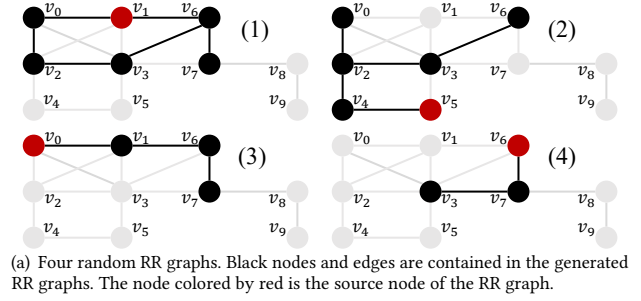 v₀ v₁ v₆ (1)
v₂ v₃ v₇ v₈
v₄ v₅ v₉
v₀ v₁ v₆ (2)
v₂ v₃ v₇ v₈
v₄ v₅ v₉
v₀ v₁ v₆ (3)
v₂ v₃ v₇ v₈
v₄ v₅ v₉
v₀ v₁ v₆ (4)
v₂ v₃ v₇ v₈
v₄ v₅ v₉
(a) Four random RR graphs. Black nodes and edges are contained in the generated
RR graphs. The node colored by red is the source node of the RR graph.